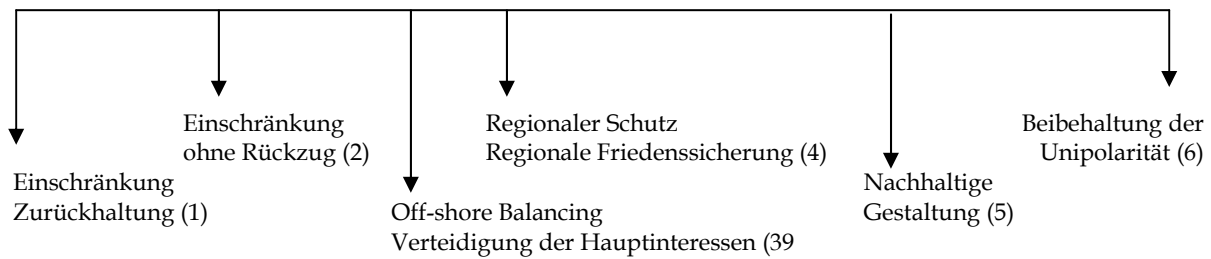 Einschränkung
Zurückhaltung (1)
Einschränkung
ohne Rückzug (2)
Off-shore Balancing
Verteidigung der Hauptinteressen (39
Regionaler Schutz
Regionale Friedenssicherung (4)
Nachhaltige
Gestaltung (5)
Beibehaltung der
Unipolarität (6)